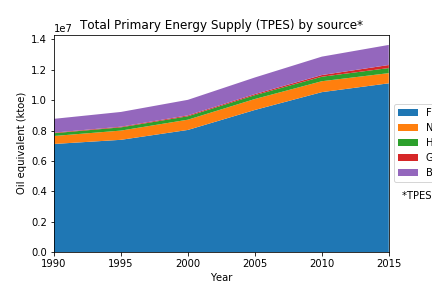 Total Primary Energy Supply (TPES) by source*
1e7
1.4
1.2
1.0
0.8
0.6
0.4
0.2
0.0
Oil equivalent (ktoe)
1990 1995 2000 2005 2010 2015
Year
F
N
H
G
B
*TPES